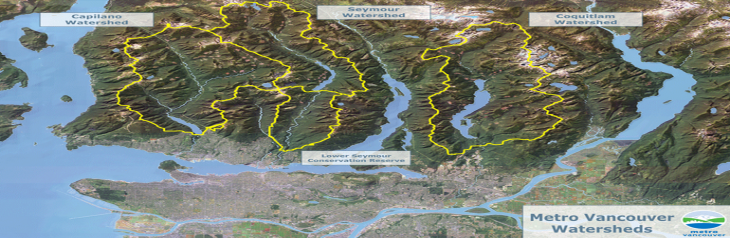 Capilano
Watershed
Seymour
Watershed
Coquitlam
Watershed
Lower Seymour
Conservation Reserve
Metro Vancouver
Watersheds
metro
vancouver